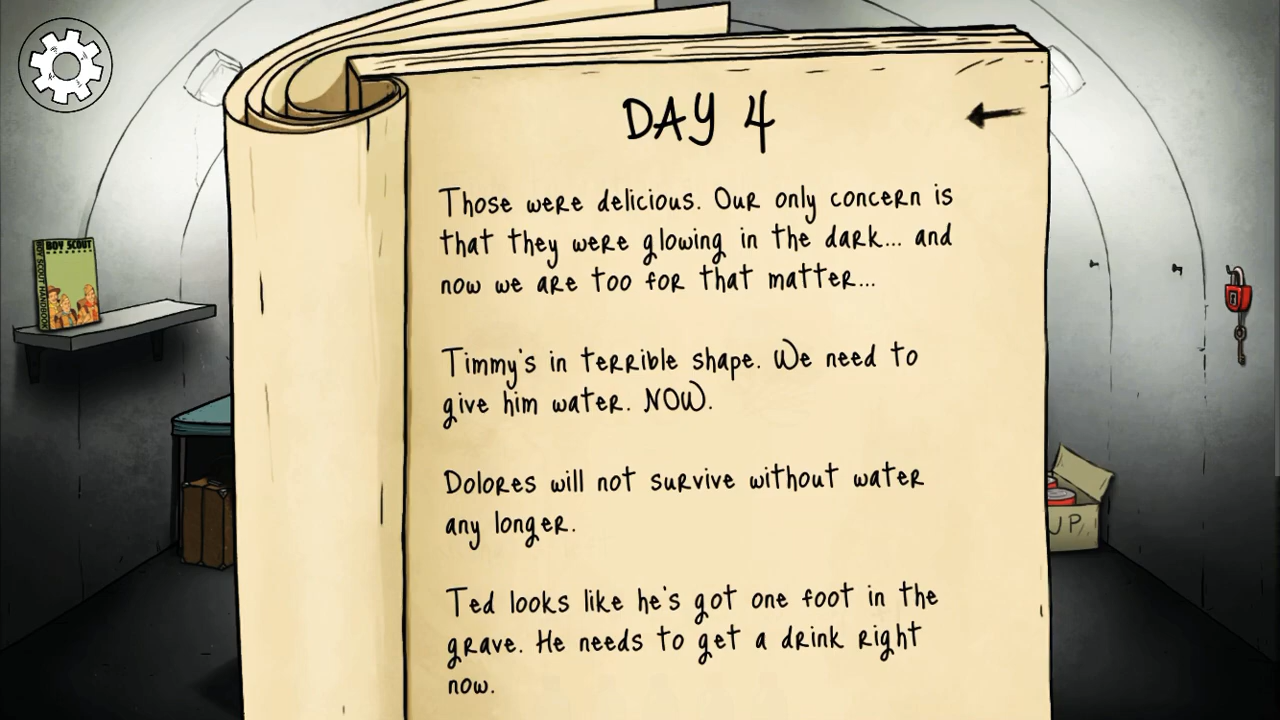 DAY 4
Those were delicious. Our only concern is
that they were glowing in the dark... and
now we are too for that matter...
Timmy's in terrible shape. We need to
give him water. NOW.
Dolores will not survive without water
any longer.
Ted looks like he's got one foot in the
grave. He needs to get a drink right
now.
BOY SCOUT
BOY SCOUT HANDBOOK
UP